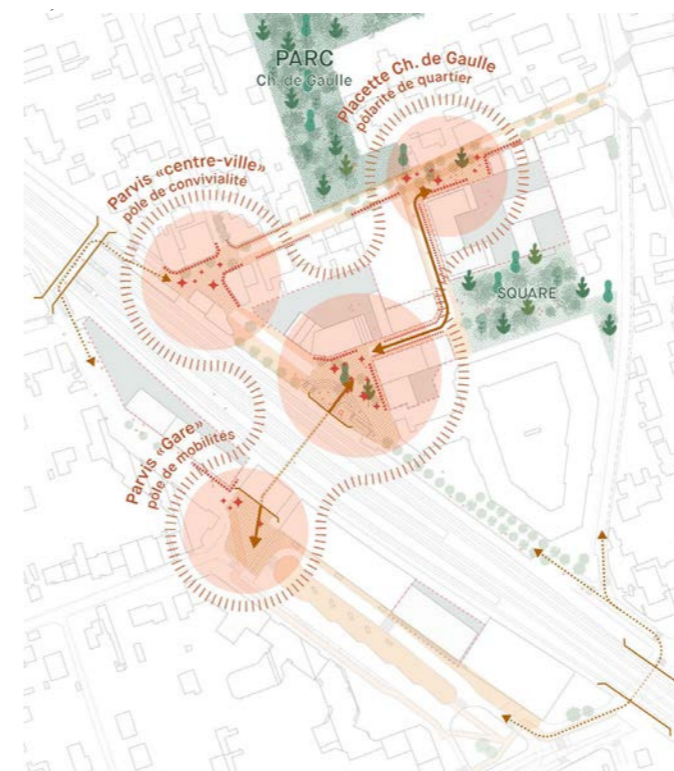 PARC
Ch. de Gaulle
Placette Ch. de Gaulle
polarité de quartier
Parvis «centre-ville»
pôle de convivialité
SQUARE
Parvis «Gare»
pôle de mobilités